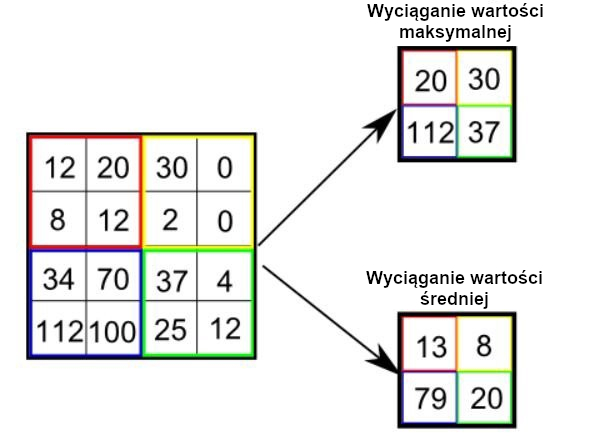 Wyciąganie wartości
maksymalnej
20 30
112 37
12 20 30 0
8 12 2 0
34 70 37 4
112 100 25 12
Wyciąganie wartości
średniej
13 8
79 20